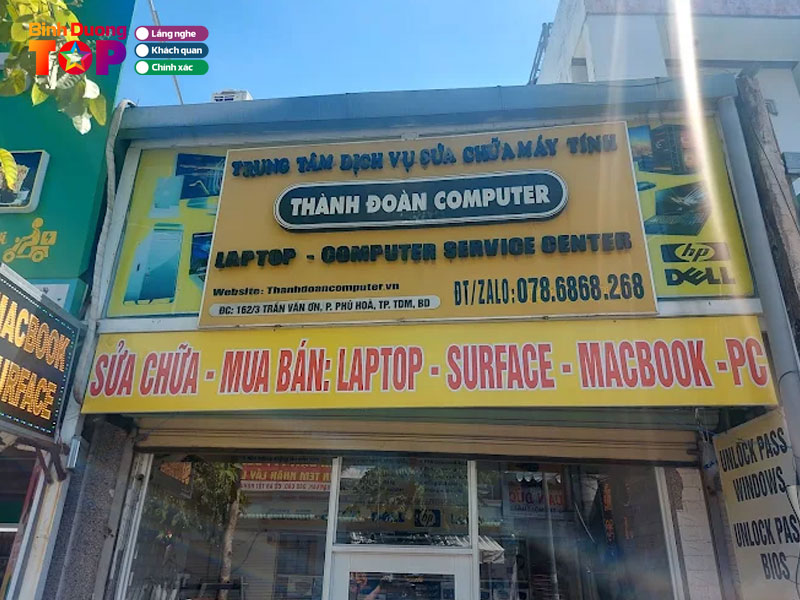 Bình Dương
TOP
Lắng nghe
Khách quan
Chính xác
TRUNG TÂM DỊCH VỤ SỬA CHỮA MÁY TÍNH
THÀNH ĐOÀN COMPUTER
LAPTOP - COMPUTER SERVICE CENTER
Website: Thanhdoancomputer.vn
ĐT/ZALO: 078.6868.268
ĐC: 162/3 TRẦN VĂN ƠN, P. PHÚ HOÀ, TP. TDM, BD
hp
DELL
SỬA CHỮA - MUA BÁN: LAPTOP - SURFACE - MACBOOK - PC
MACBOOK
SURFACE
UNLOCK PASS
WINDOWS
UNLOCK PASS
BIOS
hp